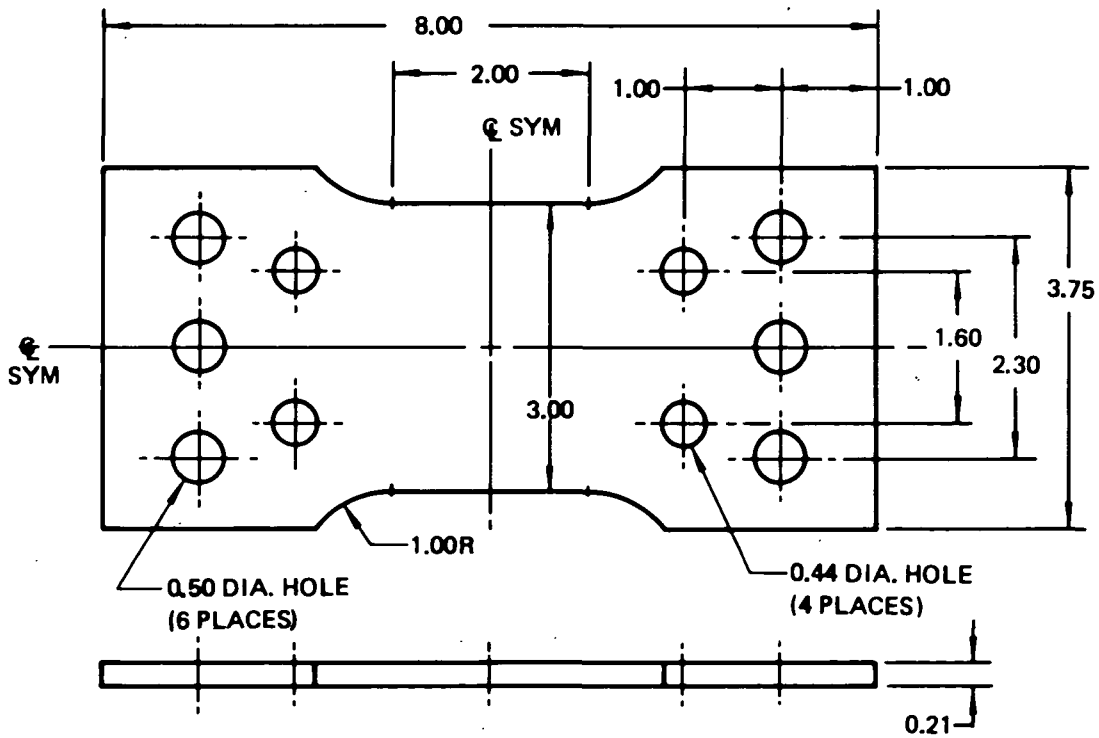 8.00
2.00
1.00
1.00
℄ SYM
3.75
1.60
2.30
℄
SYM
3.00
1.00R
0.50 DIA. HOLE
(6 PLACES)
0.44 DIA. HOLE
(4 PLACES)
0.21